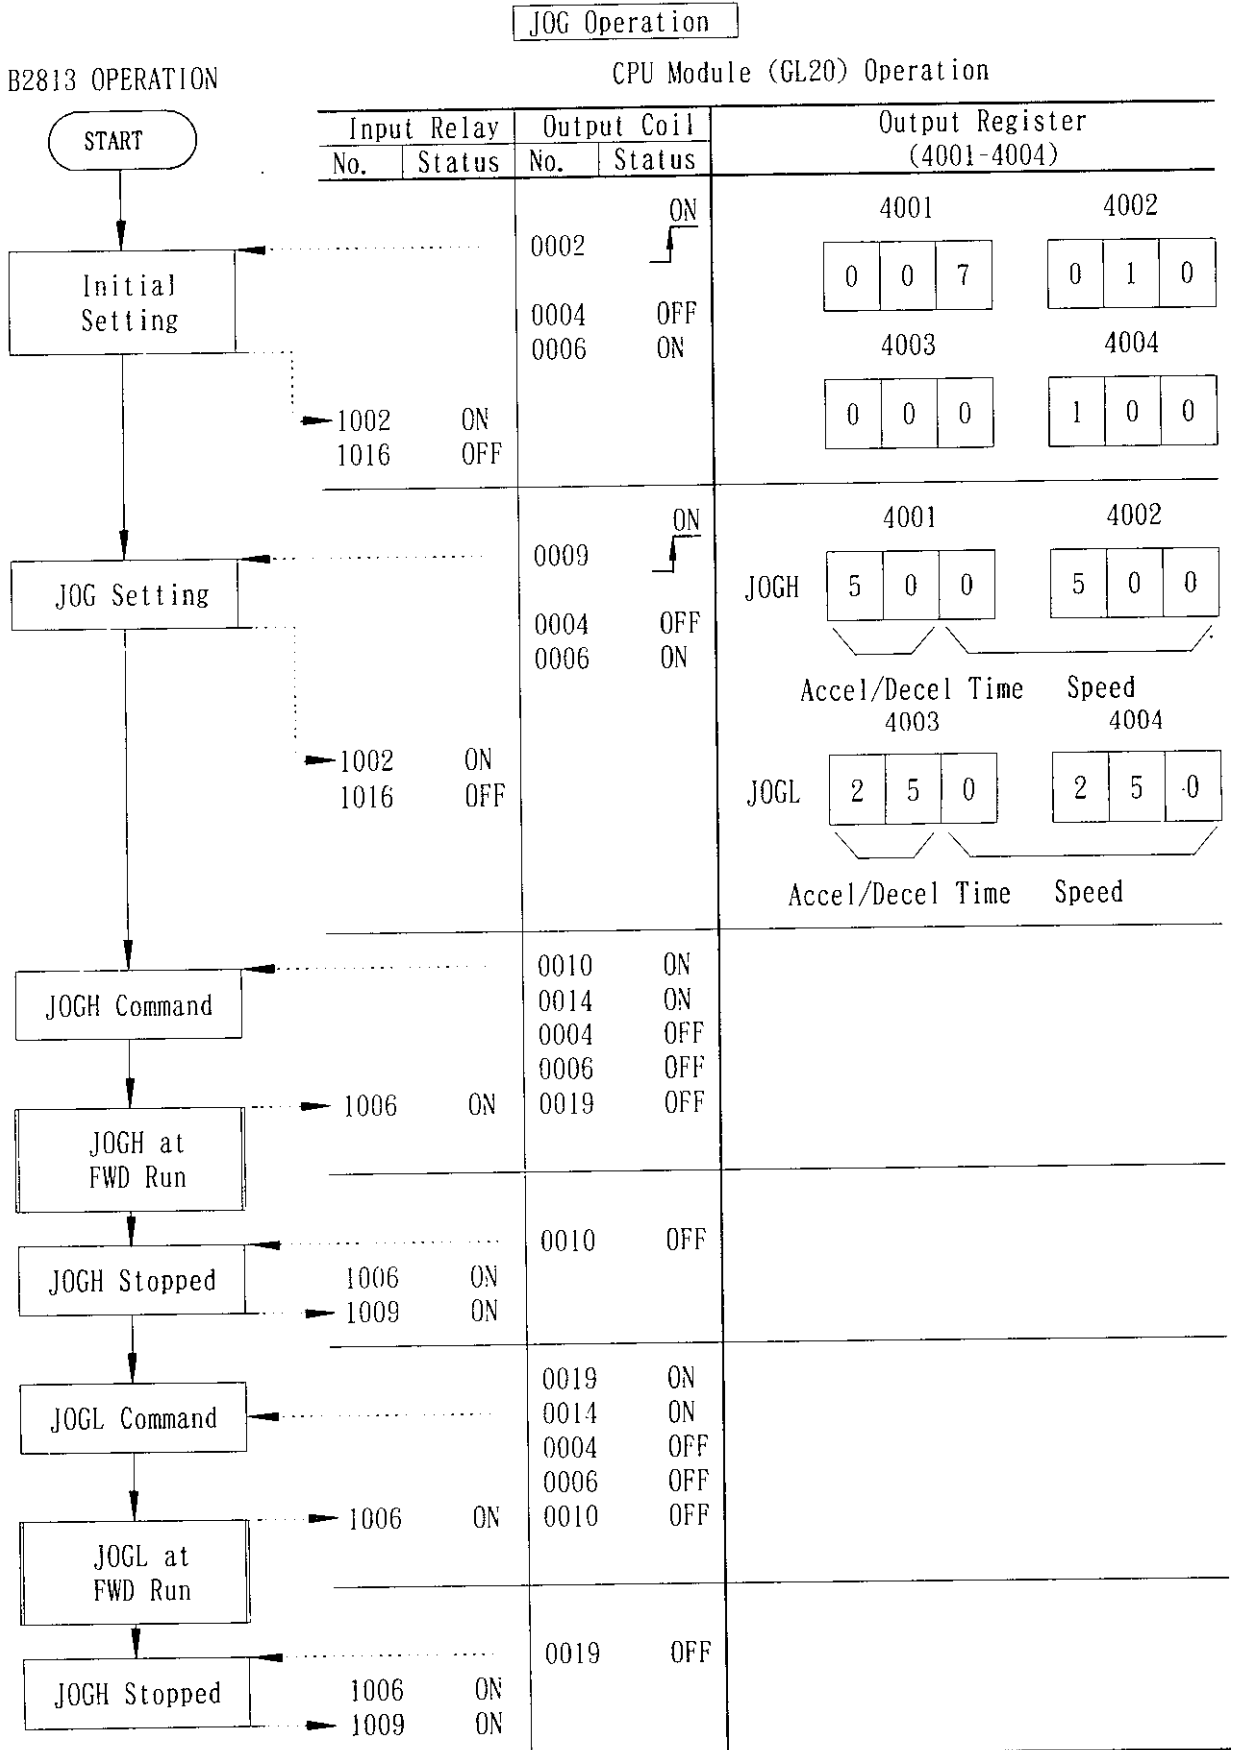 JOG Operation
B2813 OPERATION
CPU Module (GL20) Operation
START
Input Relay Output Coil Output Register
No. Status No. Status (4001-4004)
ON 4001 4002
0002
0 0 7 0 1 0
Initial
Setting
0004 OFF
0006 ON 4003 4004
1002 ON 0 0 0 1 0 0
1016 OFF
ON 4001 4002
0009
JOG Setting JOGH 5 0 0 5 0 0
0004 OFF
0006 ON
Accel/Decel Time Speed
4003 4004
1002 ON
1016 OFF JOGL 2 5 0 2 5 0
Accel/Decel Time Speed
0010 ON
JOGH Command 0014 ON
0004 OFF
0006 OFF
1006 ON 0019 OFF
JOGH at
FWD Run
0010 OFF
JOGH Stopped 1006 ON
1009 ON
0019 ON
JOGL Command 0014 ON
0004 OFF
0006 OFF
1006 ON 0010 OFF
JOGL at
FWD Run
0019 OFF
JOGH Stopped 1006 ON
1009 ON